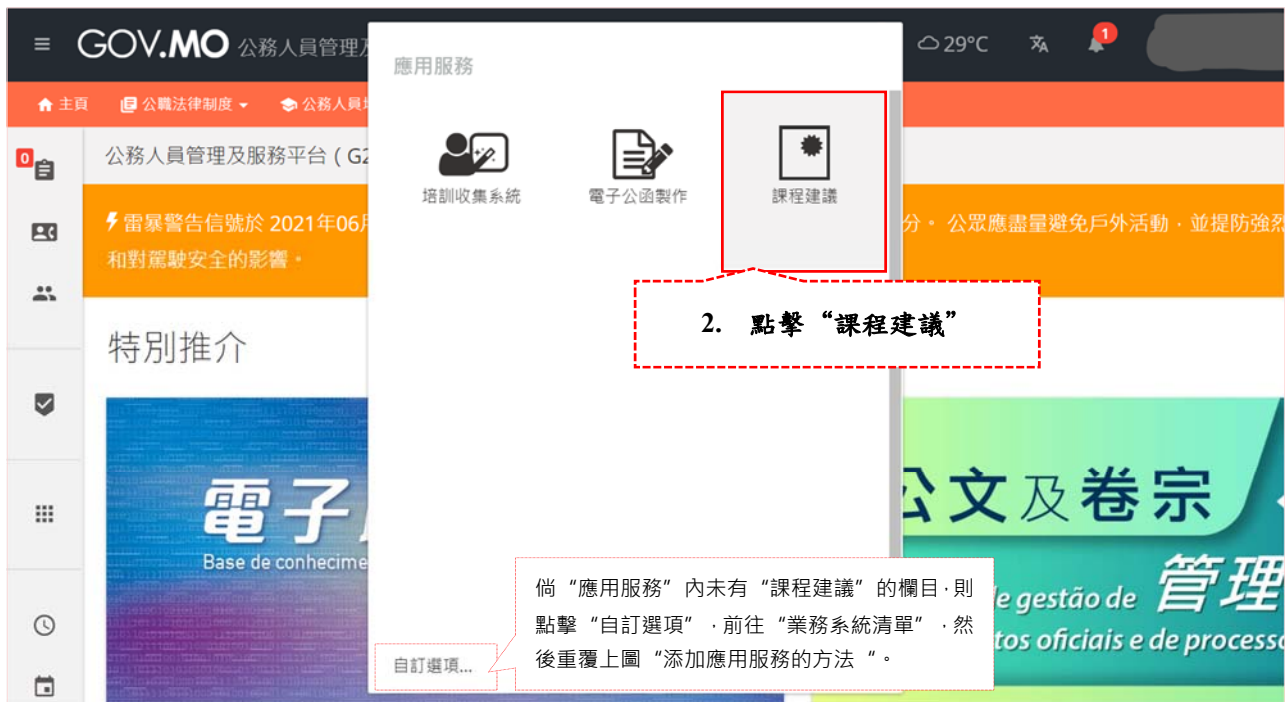 GOV.MO 公務人員管理及
29°C
1
主頁 公職法律制度 公務人員培
0
公務人員管理及服務平台（G2
雷暴警告信號於 2021年06月
分。 公眾應盡量避免戶外活動，並提防強烈
和對駕駛安全的影響。
特別推介
應用服務
培訓收集系統 電子公函製作 課程建議
2. 點擊“課程建議”
電子
Base de conhecime
公文及卷宗
管理
e gestão de
tos oficiais e de processo
倘“應用服務”內未有“課程建議”的欄目，則
點擊“自訂選項”，前往“業務系統清單”，然
後重覆上圖“添加應用服務的方法“。
自訂選項...